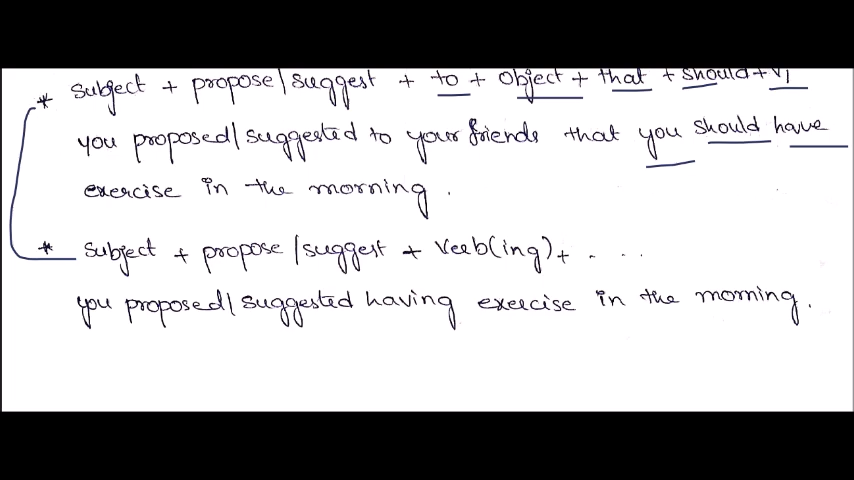 * Subject + propose/suggest + to + object + that + should + V1
you proposed/suggested to your friends that you should have
exercise in the morning.
* Subject + propose/suggest + Verb(ing) + . . . .
you proposed/suggested having exercise in the morning.